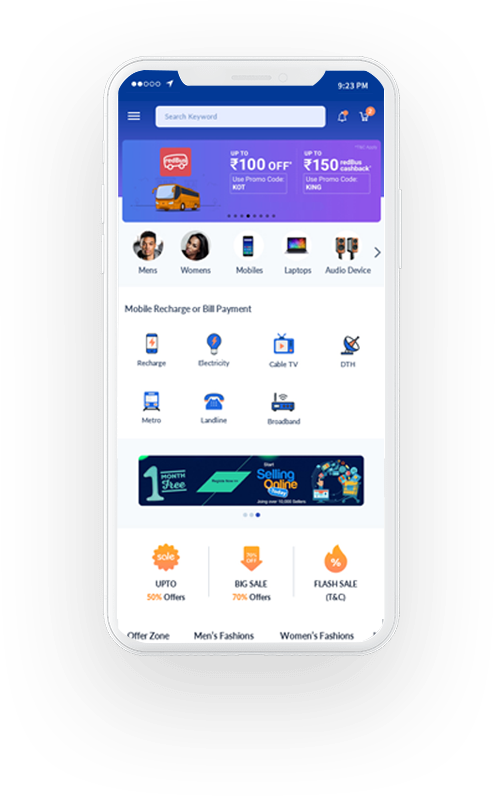 9:23 PM
Search Keyword
2
*T&C Apply
redBus
UP TO
₹100 OFF*
Use Promo Code:
KOT
UP TO
₹150 redBus
cashback*
Use Promo Code:
KING
Mens Womens Mobiles Laptops Audio Device
Mobile Recharge or Bill Payment
Recharge Electricity Cable TV DTH
Metro Landline Broadband
1 MONTH
Free
Register Now >>
Start
Selling
Online
Today
Joing over 10,000 Sellers
sale
70%
OFF
%
UPTO
50% Offers
BIG SALE
70% Offers
FLASH SALE
(T&C)
Offer Zone Men's Fashions Women's Fashions